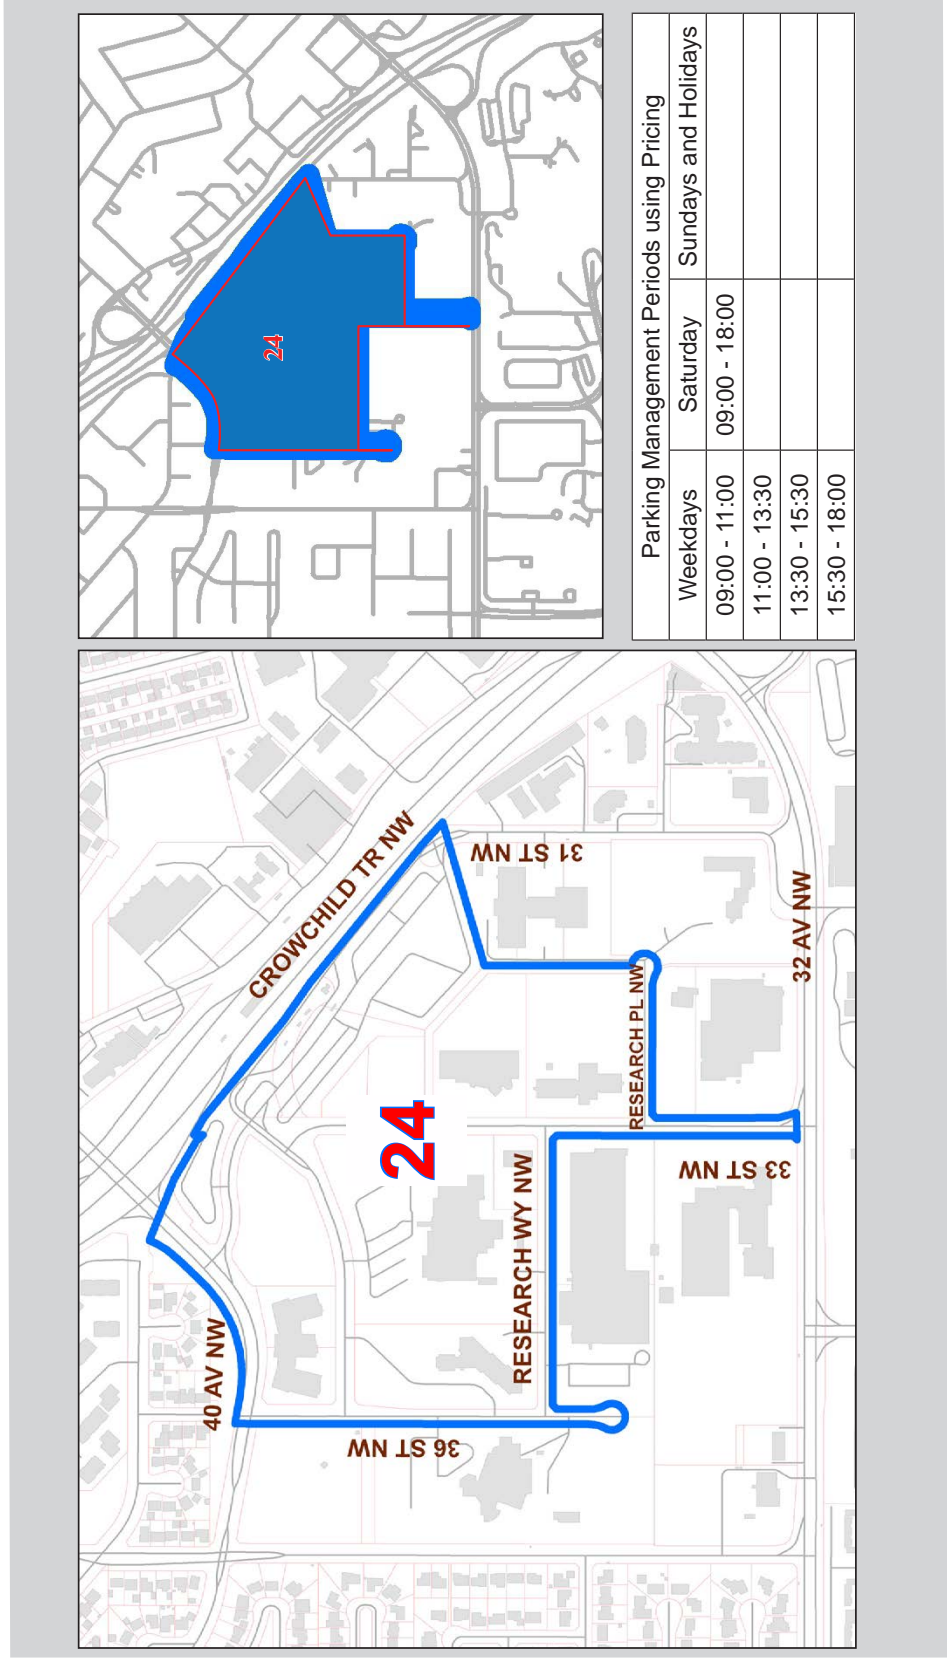 40 AV NW
CROWCHILD TR NW
36 ST NW
24
31 ST NW
RESEARCH WY NW
RESEARCH PL NW
33 ST NW
32 AV NW
24
Parking Management Periods using Pricing
Weekdays Saturday Sundays and Holidays
09:00 - 11:00 09:00 - 18:00
11:00 - 13:30
13:30 - 15:30
15:30 - 18:00